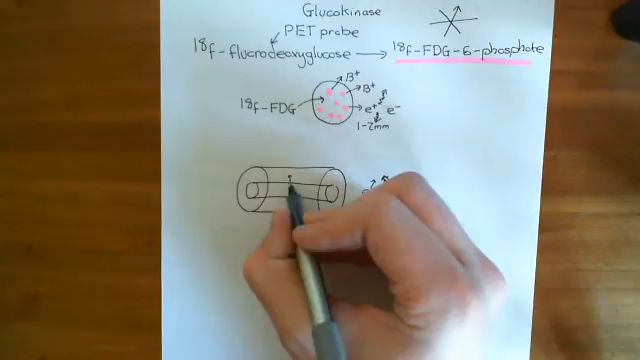 Glucokinase
PET probe
18f-fluorodeoxyglucose → 18f-FDG-6-phosphate
β+
β+
18f-FDG
e+ e-
1-2mm